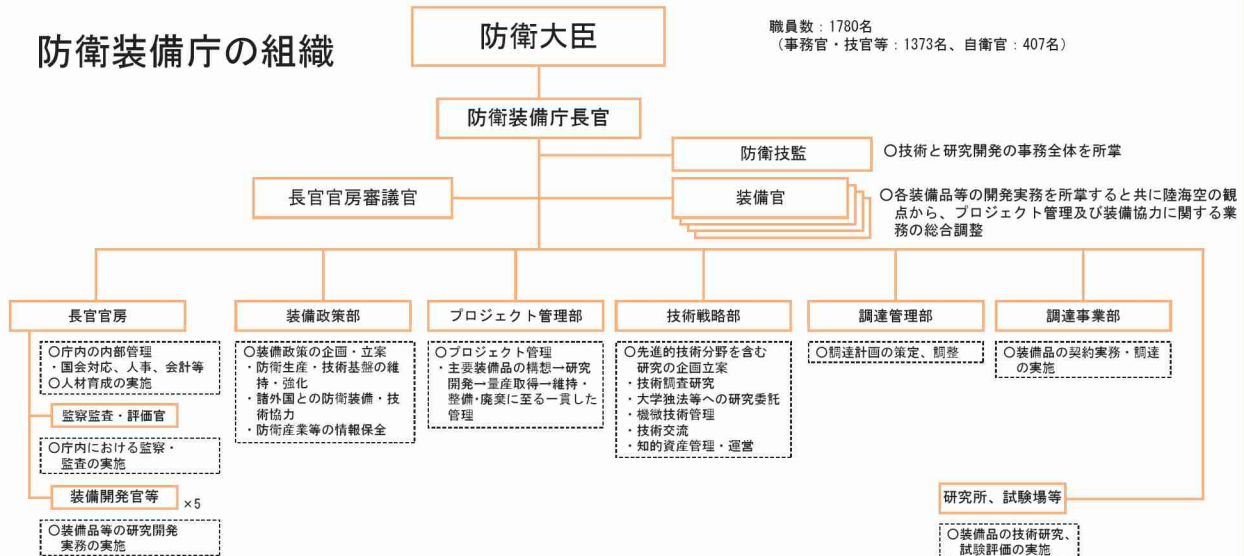 防衛装備庁の組織
防衛大臣
職員数：1780名
（事務官・技官等：1373名、自衛官：407名）
防衛装備庁長官
防衛技監
○技術と研究開発の事務全体を所掌
長官官房審議官
装備官
○各装備品等の開発実務を所掌すると共に陸海空の観
点から、プロジェクト管理及び装備協力に関する業
務の総合調整
長官官房
○庁内の内部管理
・国会対応、人事、会計等
○人材育成の実施
監察監査・評価官
○庁内における監察・
監査の実施
装備開発官等
×5
○装備品等の研究開発
実務の実施
装備政策部
○装備政策の企画・立案
・防衛生産・技術基盤の維
持・強化
・諸外国との防衛装備・技
術協力
・防衛産業等の情報保全
プロジェクト管理部
○プロジェクト管理
・主要装備品の構想→研究
開発→量産取得→維持・
整備・廃棄に至る一貫した
管理
技術戦略部
○先進的技術分野を含む
研究の企画立案
・技術調査研究
・大学独法等への研究委託
・機微技術管理
・技術交流
・知的資産管理・運営
調達管理部
○調達計画の策定、調整
調達事業部
○装備品の契約実務・調達
の実施
研究所、試験場等
○装備品の技術研究、
試験評価の実施